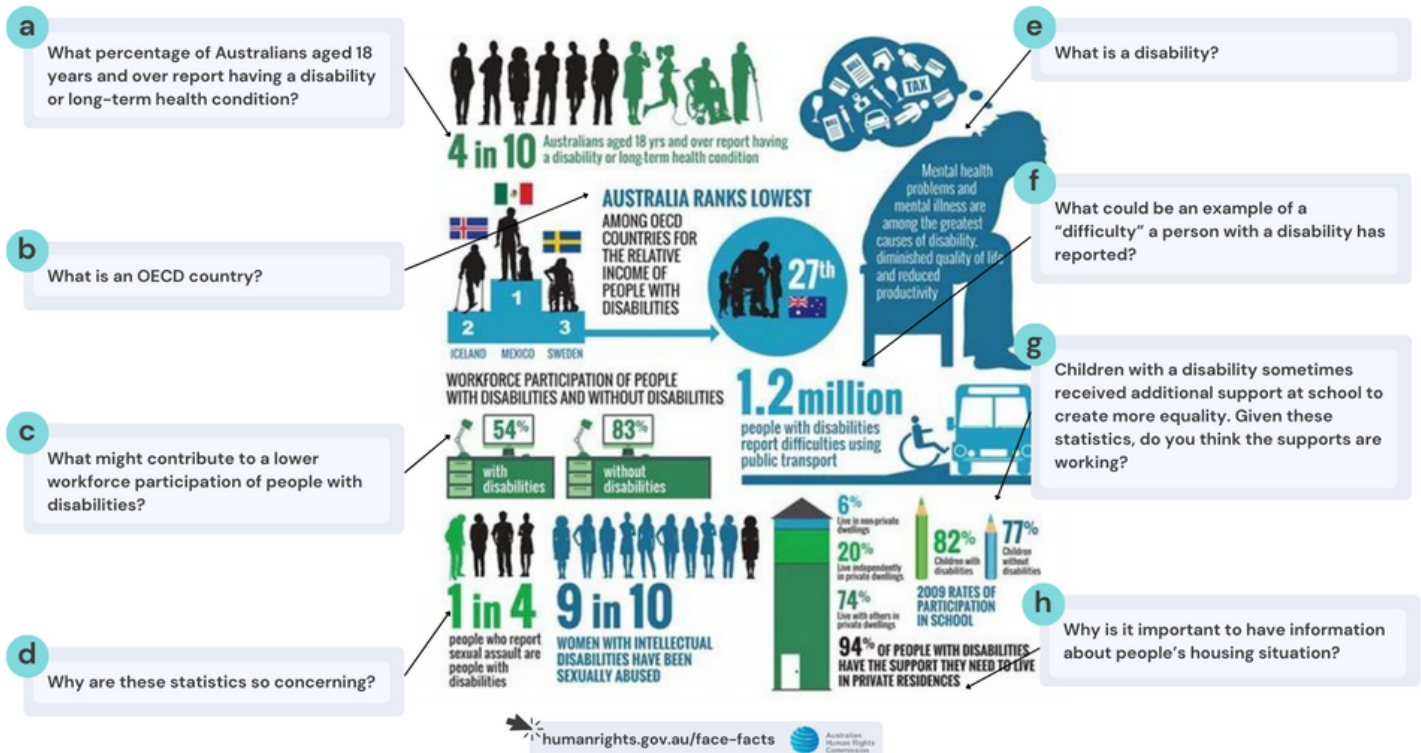 a
What percentage of Australians aged 18
years and over report having a disability
or long-term health condition?
b
What is an OECD country?
c
What might contribute to a lower
workforce participation of people with
disabilities?
d
Why are these statistics so concerning?
4 in 10
Australians aged 18 yrs and over report having
a disability or long-term health condition
AUSTRALIA RANKS LOWEST
AMONG OECD
COUNTRIES FOR
THE RELATIVE
INCOME OF
PEOPLE WITH
DISABILITIES
2
1
3
ICELAND MEXICO SWEDEN
27th
BILL
TAX
BILL
Mental health
problems and
mental illness are
among the greatest
causes of disability,
diminished quality of life
and reduced
productivity
WORKFORCE PARTICIPATION OF PEOPLE
WITH DISABILITIES AND WITHOUT DISABILITIES
54%
with
disabilities
83%
without
disabilities
1.2 million
people with disabilities
report difficulties using
public transport
1 in 4
people who report
sexual assault are
people with
disabilities
9 in 10
WOMEN WITH INTELLECTUAL
DISABILITIES HAVE BEEN
SEXUALLY ABUSED
6%
Live in non-private
dwellings
20%
Live independently
in private dwellings
74%
Live with others in
private dwellings
82%
Children with
disabilities
77%
Children
without
disabilities
2009 RATES OF
PARTICIPATION
IN SCHOOL
94% OF PEOPLE WITH DISABILITIES
HAVE THE SUPPORT THEY NEED TO LIVE
IN PRIVATE RESIDENCES
e
What is a disability?
f
What could be an example of a
“difficulty” a person with a disability has
reported?
g
Children with a disability sometimes
received additional support at school to
create more equality. Given these
statistics, do you think the supports are
working?
h
Why is it important to have information
about people’s housing situation?
humanrights.gov.au/face-facts
Australian
Human Rights
Commission